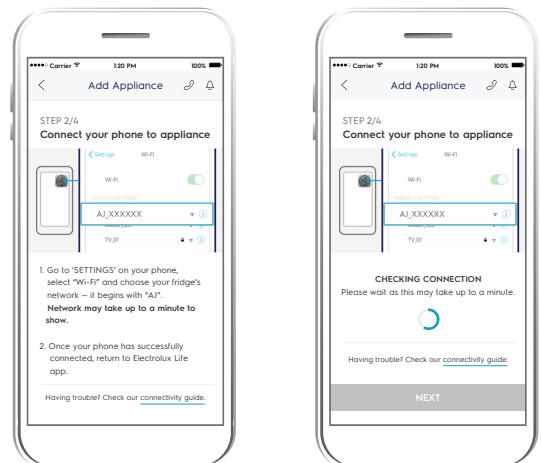 Carrier 1:20 PM 100%
Add Appliance
STEP 2/4
Connect your phone to appliance
Settings Wi-Fi
Wi-Fi
CHOOSE A NETWORK...
AJ_XXXXXX
TV_01
1. Go to ‘SETTINGS’ on your phone,
select “Wi-Fi” and choose your fridge’s
network – it begins with “AJ”.
Network may take up to a minute to
show.
2. Once your phone has successfully
connected, return to Electrolux Life
app.
Having trouble? Check our connectivity guide.
Carrier 1:20 PM 100%
Add Appliance
STEP 2/4
Connect your phone to appliance
Settings Wi-Fi
Wi-Fi
CHOOSE A NETWORK...
AJ_XXXXXX
TV_01
CHECKING CONNECTION
Please wait as this may take up to a minute.
Having trouble? Check our connectivity guide.
NEXT